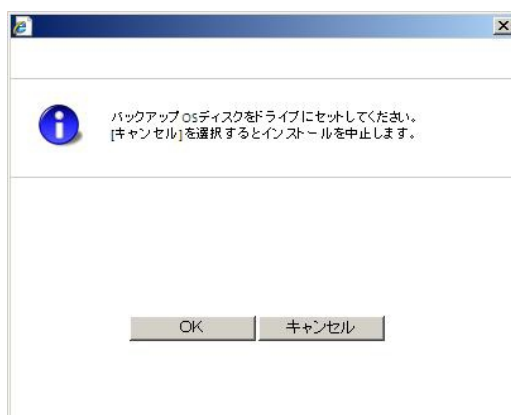 バックアップOSディスクをドライブにセットしてください。
[キャンセル]を選択するとインストールを中止します。
OK
キャンセル